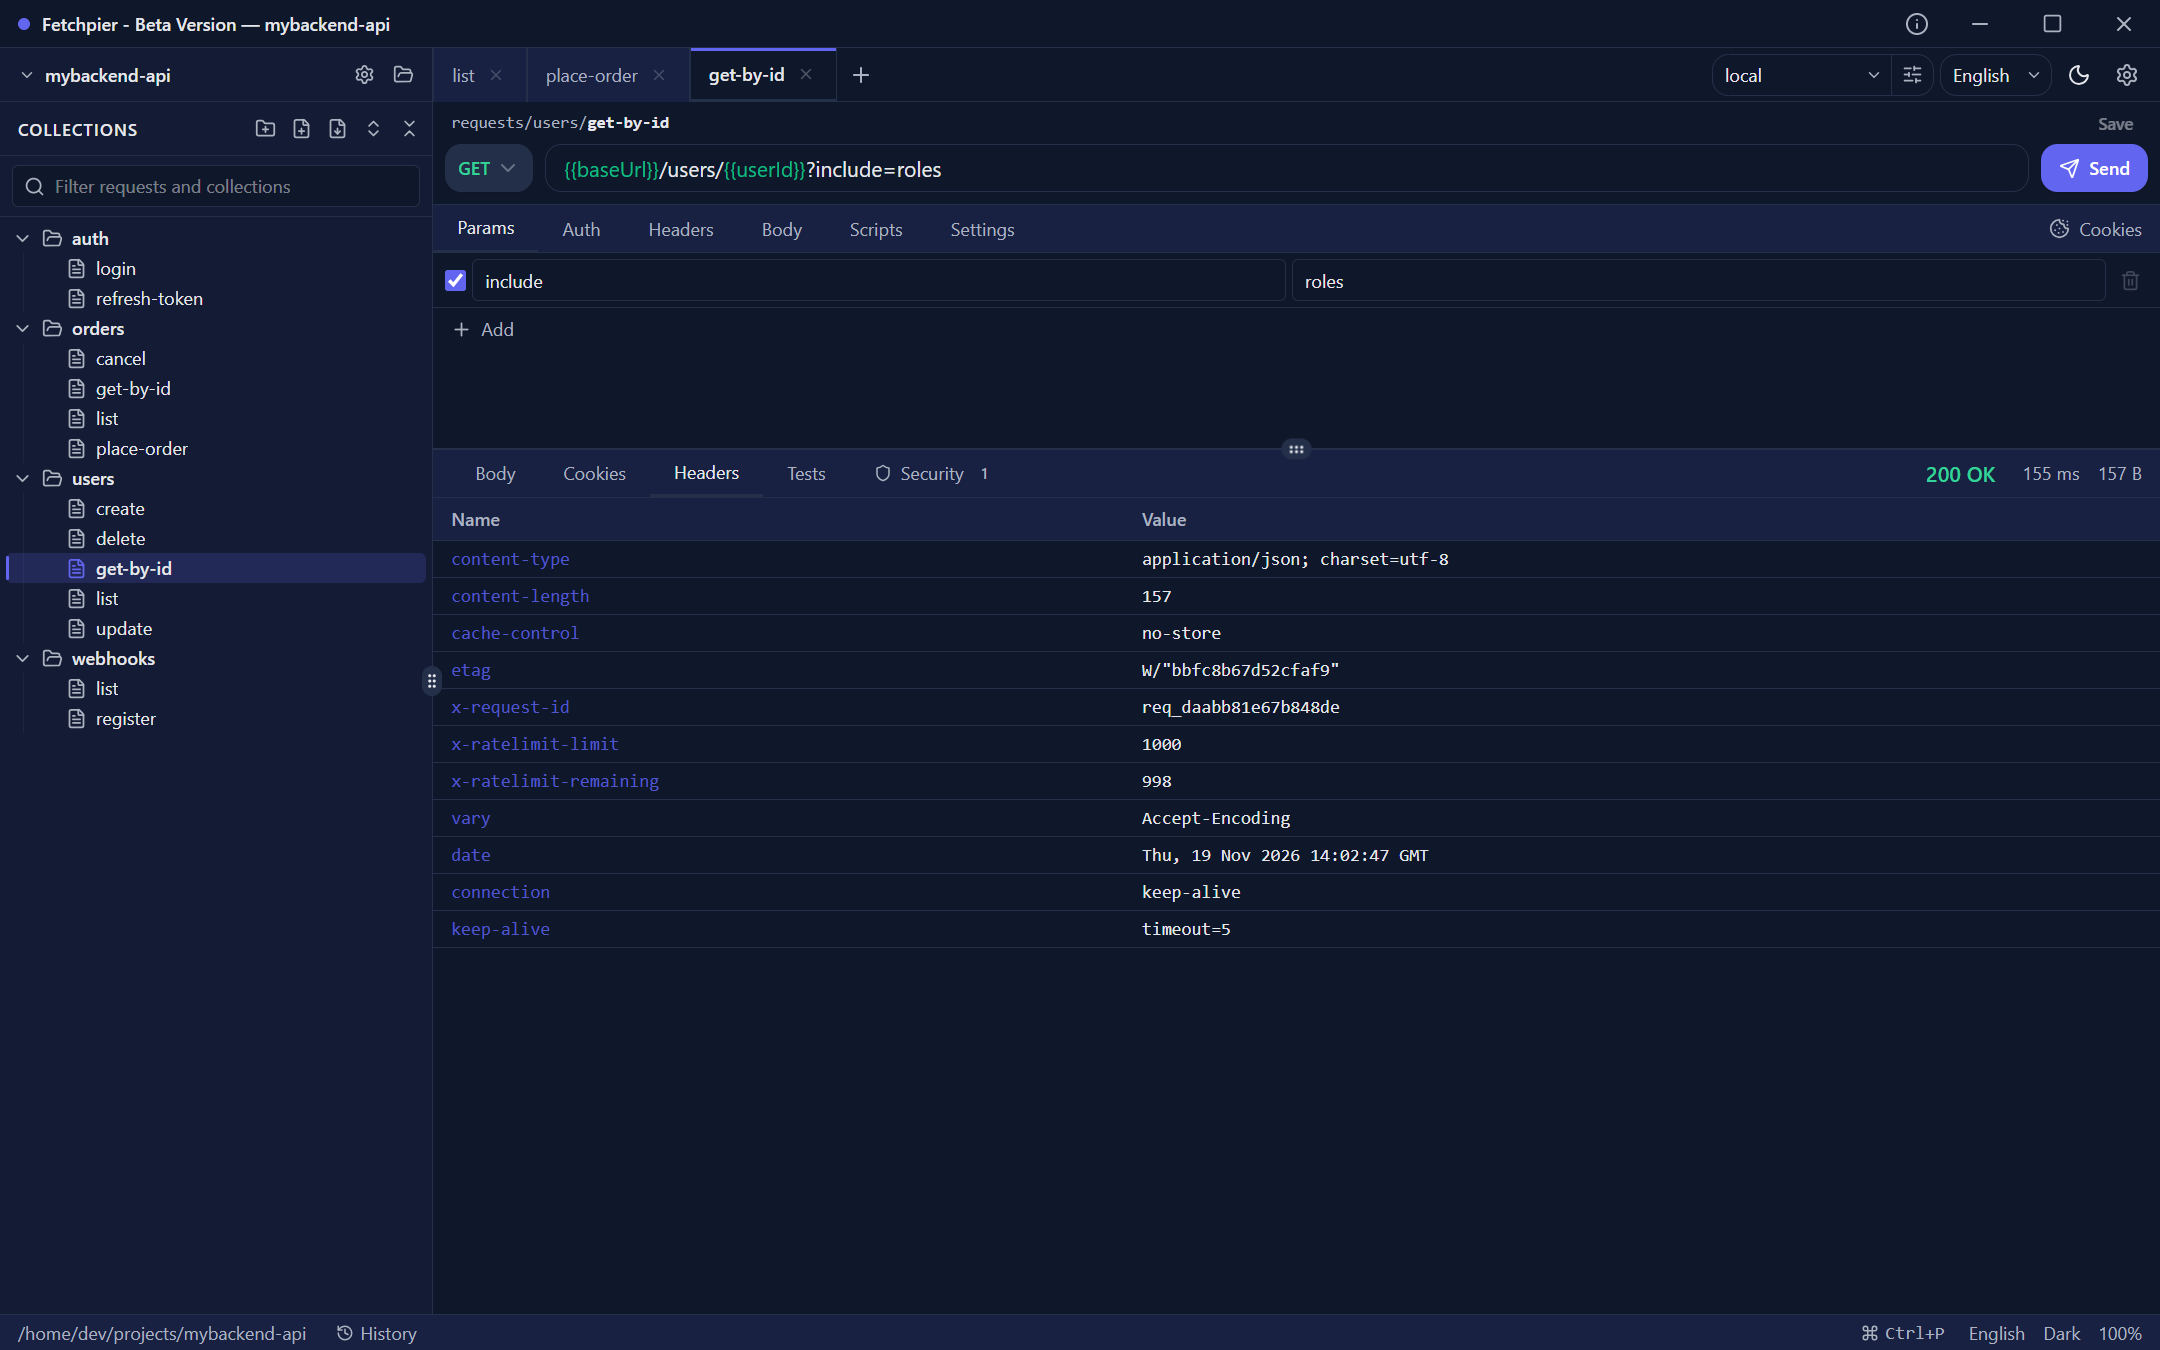 Fetchpier - Beta Version — mybackend-api
mybackend-api
list
place-order
get-by-id
local
English
COLLECTIONS
Filter requests and collections
auth
login
refresh-token
orders
cancel
get-by-id
list
place-order
users
create
delete
get-by-id
list
update
webhooks
list
register
requests/users/get-by-id
Save
GET
{{baseUrl}}/users/{{userId}}?include=roles
Send
Params
Auth
Headers
Body
Scripts
Settings
Cookies
include
roles
Add
Body
Cookies
Headers
Tests
Security 1
200 OK
155 ms
157 B
Name Value
content-type application/json; charset=utf-8
content-length 157
cache-control no-store
etag W/"bbfc8b67d52cfaf9"
x-request-id req_daabb81e67b848de
x-ratelimit-limit 1000
x-ratelimit-remaining 998
vary Accept-Encoding
date Thu, 19 Nov 2026 14:02:47 GMT
connection keep-alive
keep-alive timeout=5
/home/dev/projects/mybackend-api
History
⌘ Ctrl+P
English
Dark
100%